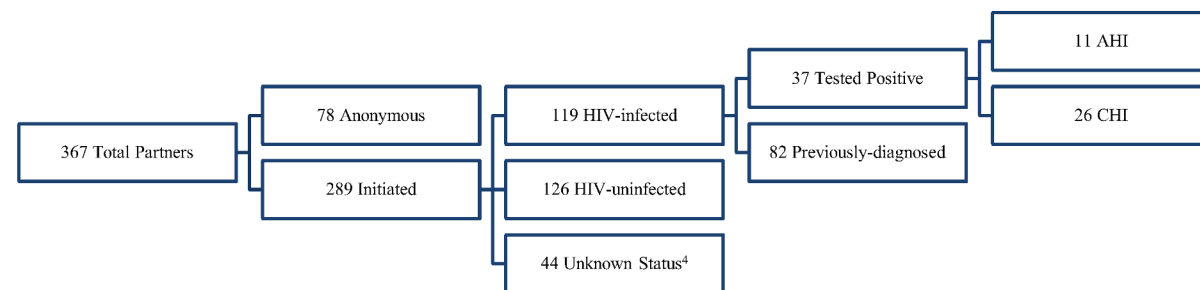 367 Total Partners
78 Anonymous
289 Initiated
119 HIV-infected
126 HIV-uninfected
44 Unknown Status⁴
37 Tested Positive
82 Previously-diagnosed
11 AHI
26 CHI